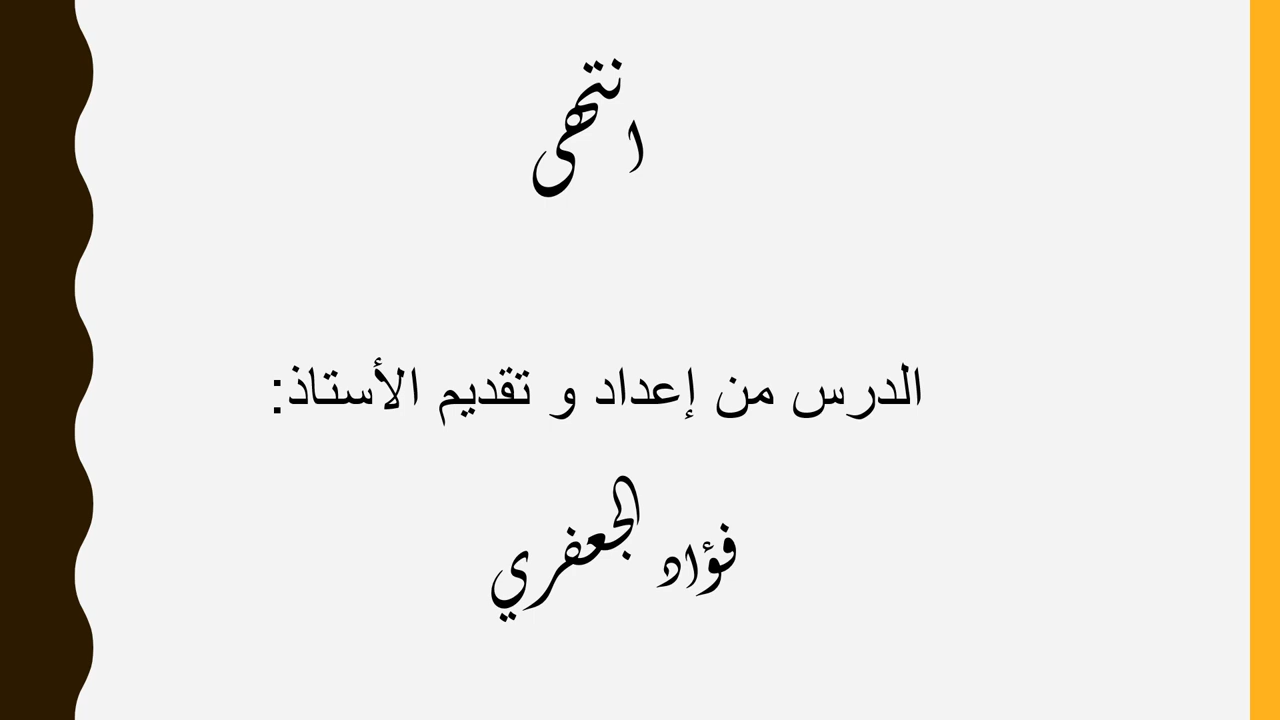 انتهى
الدرس من إعداد و تقديم الأستاذ:
فؤاد الجعفري